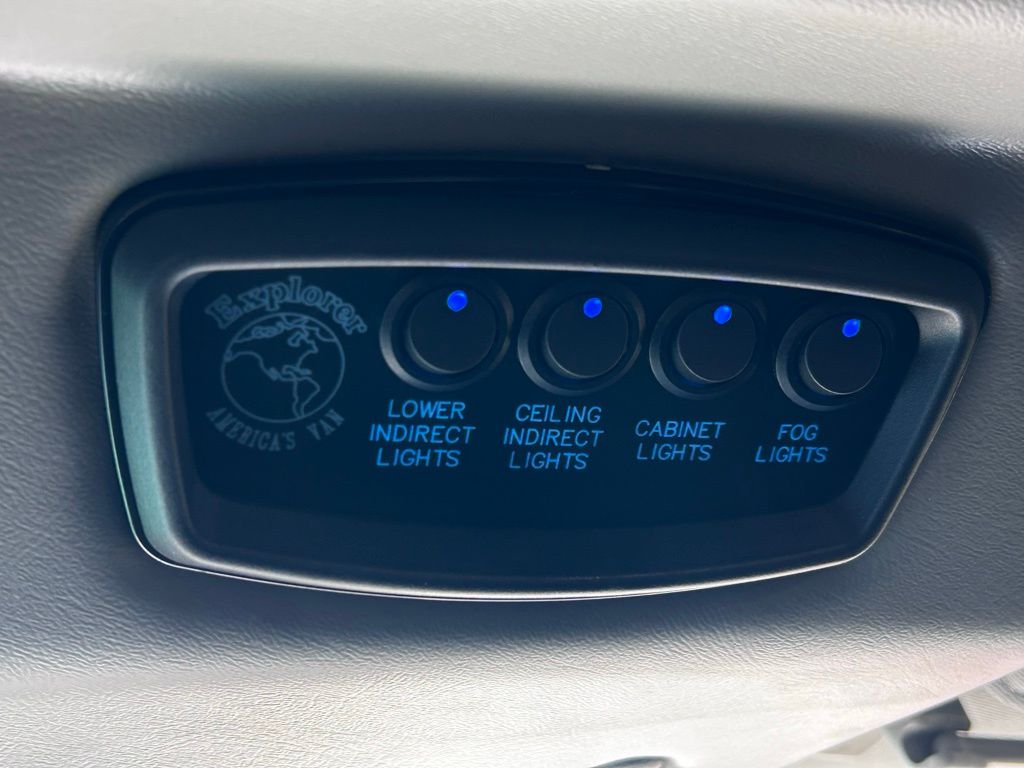 Explorer
AMERICA'S VAN
LOWER
INDIRECT
LIGHTS
CEILING
INDIRECT
LIGHTS
CABINET
LIGHTS
FOG
LIGHTS